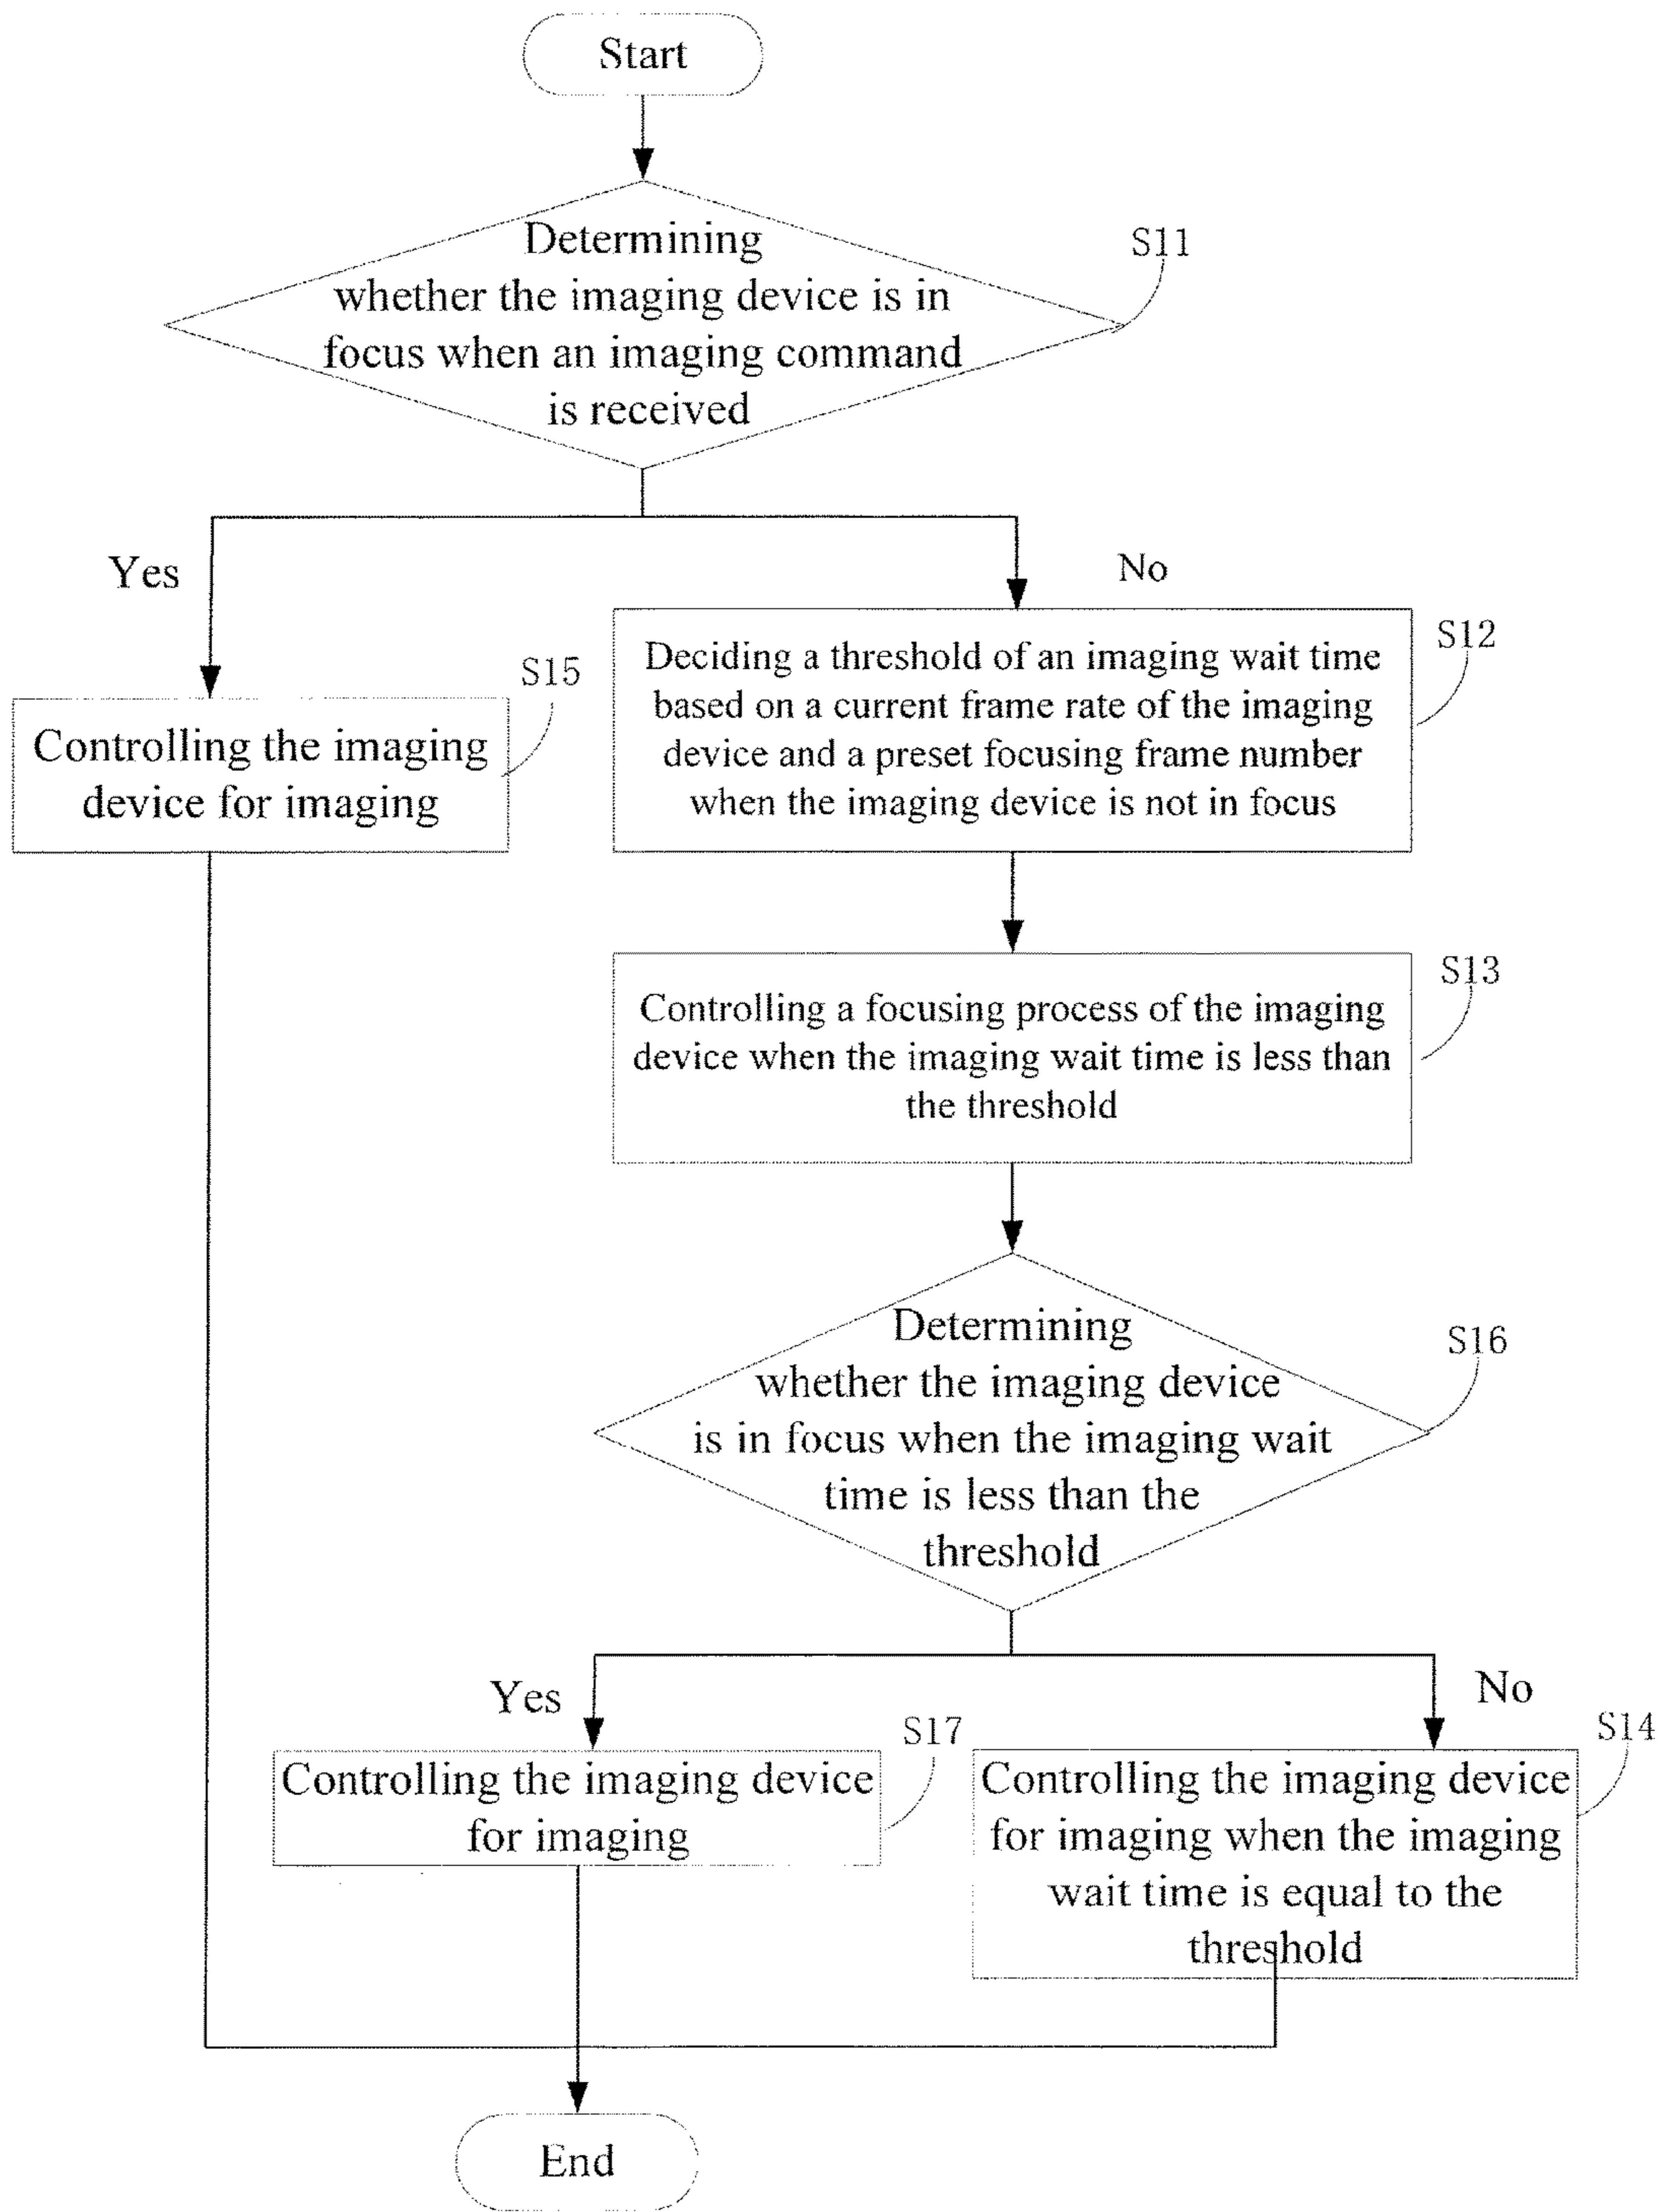 Start
Determining
whether the imaging device is in
focus when an imaging command
is received
S11
Yes
No
S15
Controlling the imaging
device for imaging
S12
Deciding a threshold of an imaging wait time
based on a current frame rate of the imaging
device and a preset focusing frame number
when the imaging device is not in focus
S13
Controlling a focusing process of the imaging
device when the imaging wait time is less than
the threshold
S16
Determining
whether the imaging device
is in focus when the imaging wait
time is less than the
threshold
Yes
No
S17
Controlling the imaging device
for imaging
S14
Controlling the imaging device
for imaging when the imaging
wait time is equal to the
threshold
End